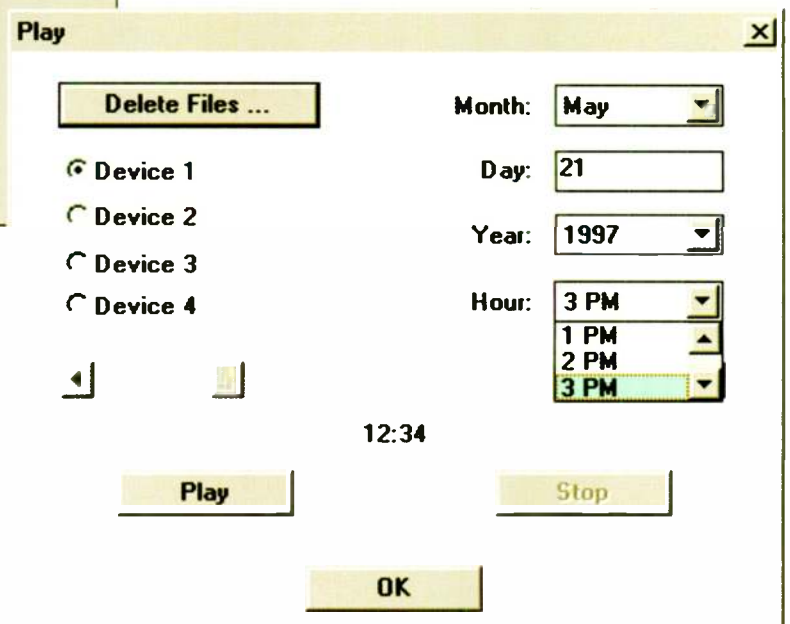 Play
Delete Files ...
Device 1
Device 2
Device 3
Device 4
Month: May
Day: 21
Year: 1997
Hour: 3 PM
1 PM
2 PM
3 PM
12:34
Play
Stop
OK